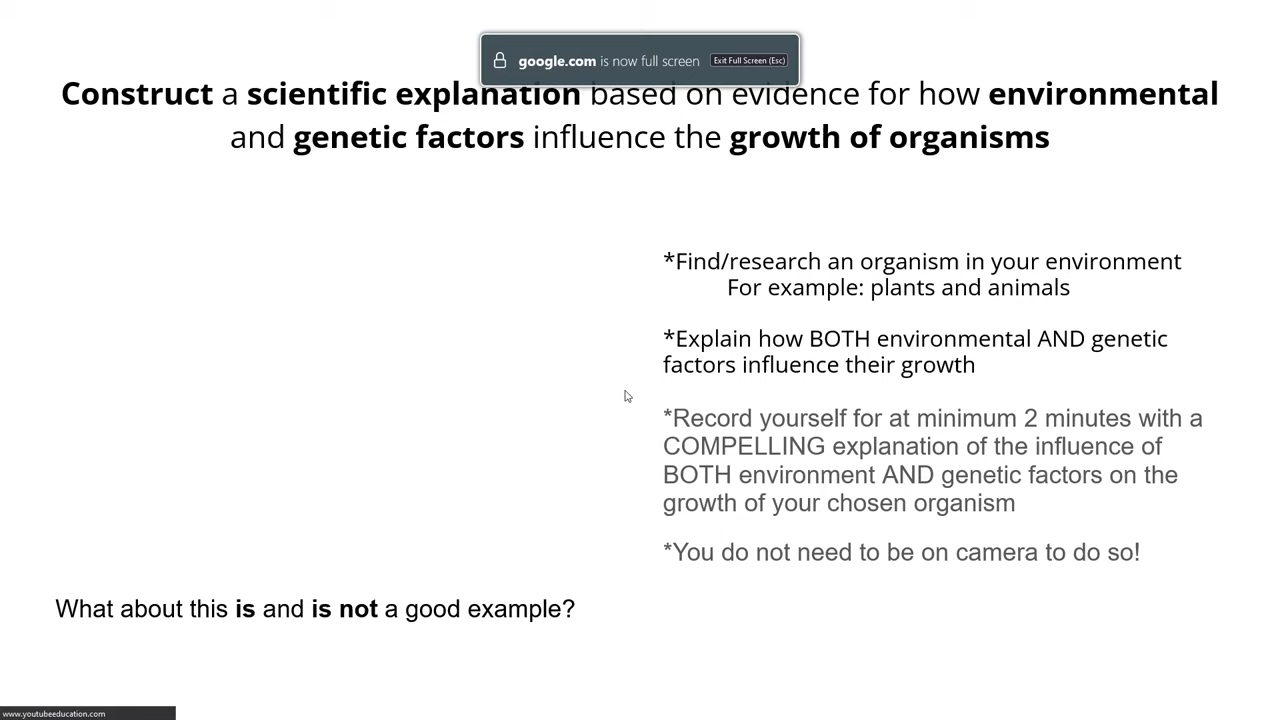 google.com is now full screen Exit Full Screen (Esc)
Construct a scientific explanation based on evidence for how environmental
and genetic factors influence the growth of organisms
*Find/research an organism in your environment
For example: plants and animals
*Explain how BOTH environmental AND genetic
factors influence their growth
*Record yourself for at minimum 2 minutes with a
COMPELLING explanation of the influence of
BOTH environment AND genetic factors on the
growth of your chosen organism
*You do not need to be on camera to do so!
What about this is and is not a good example?
www.youtubeeducation.com